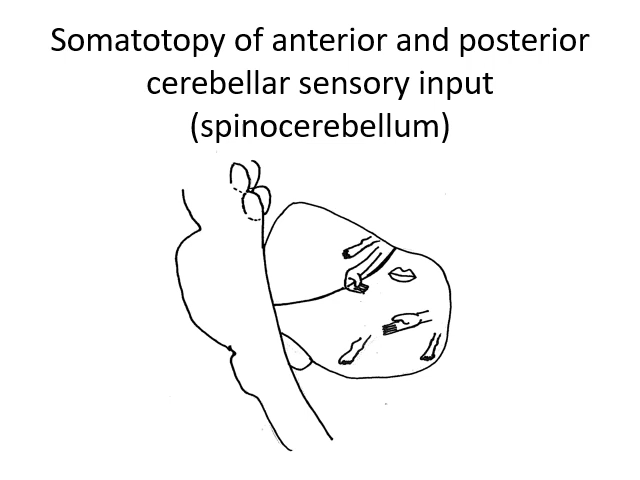 Somatotopy of anterior and posterior
cerebellar sensory input
(spinocerebellum)